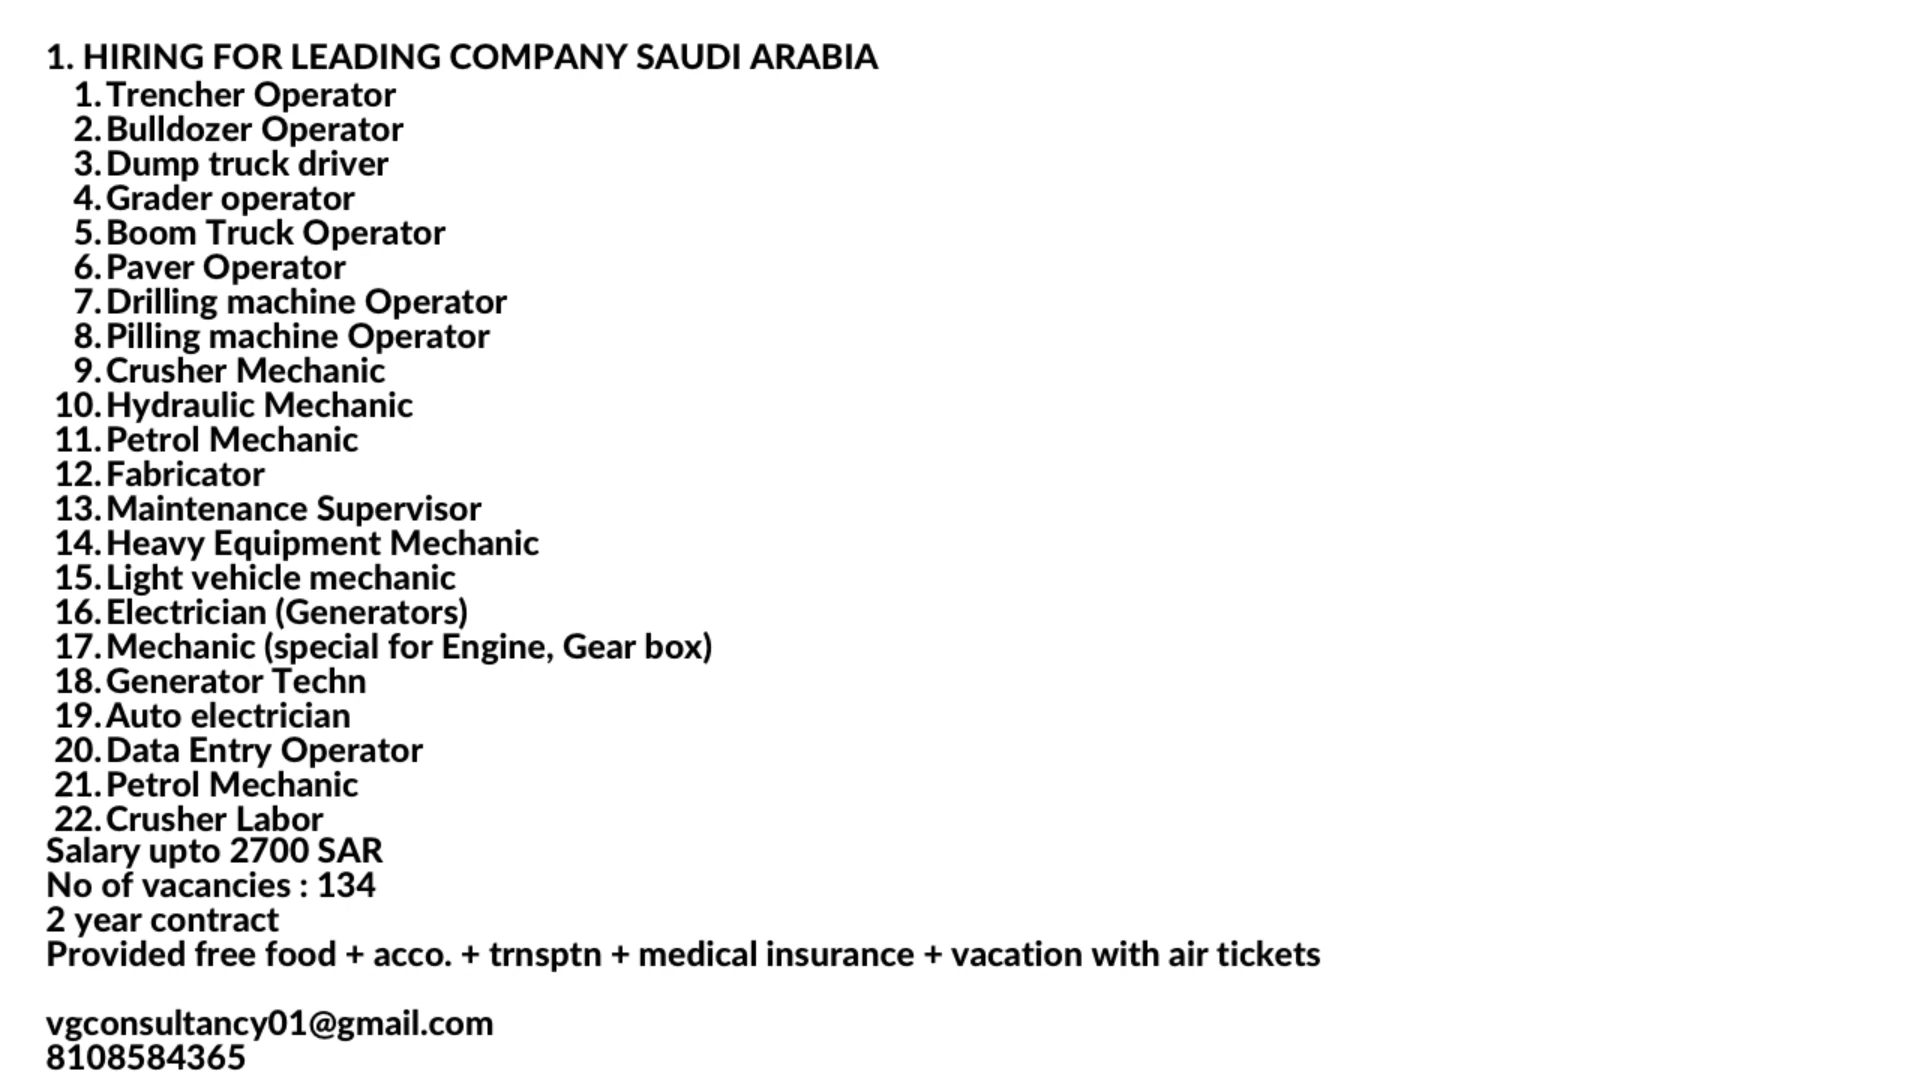 1. HIRING FOR LEADING COMPANY SAUDI ARABIA
1. Trencher Operator
2. Bulldozer Operator
3. Dump truck driver
4. Grader operator
5. Boom Truck Operator
6. Paver Operator
7. Drilling machine Operator
8. Pilling machine Operator
9. Crusher Mechanic
10. Hydraulic Mechanic
11. Petrol Mechanic
12. Fabricator
13. Maintenance Supervisor
14. Heavy Equipment Mechanic
15. Light vehicle mechanic
16. Electrician (Generators)
17. Mechanic (special for Engine, Gear box)
18. Generator Techn
19. Auto electrician
20. Data Entry Operator
21. Petrol Mechanic
22. Crusher Labor
Salary upto 2700 SAR
No of vacancies : 134
2 year contract
Provided free food + acco. + trnsptn + medical insurance + vacation with air tickets
vgconsultancy01@gmail.com
8108584365